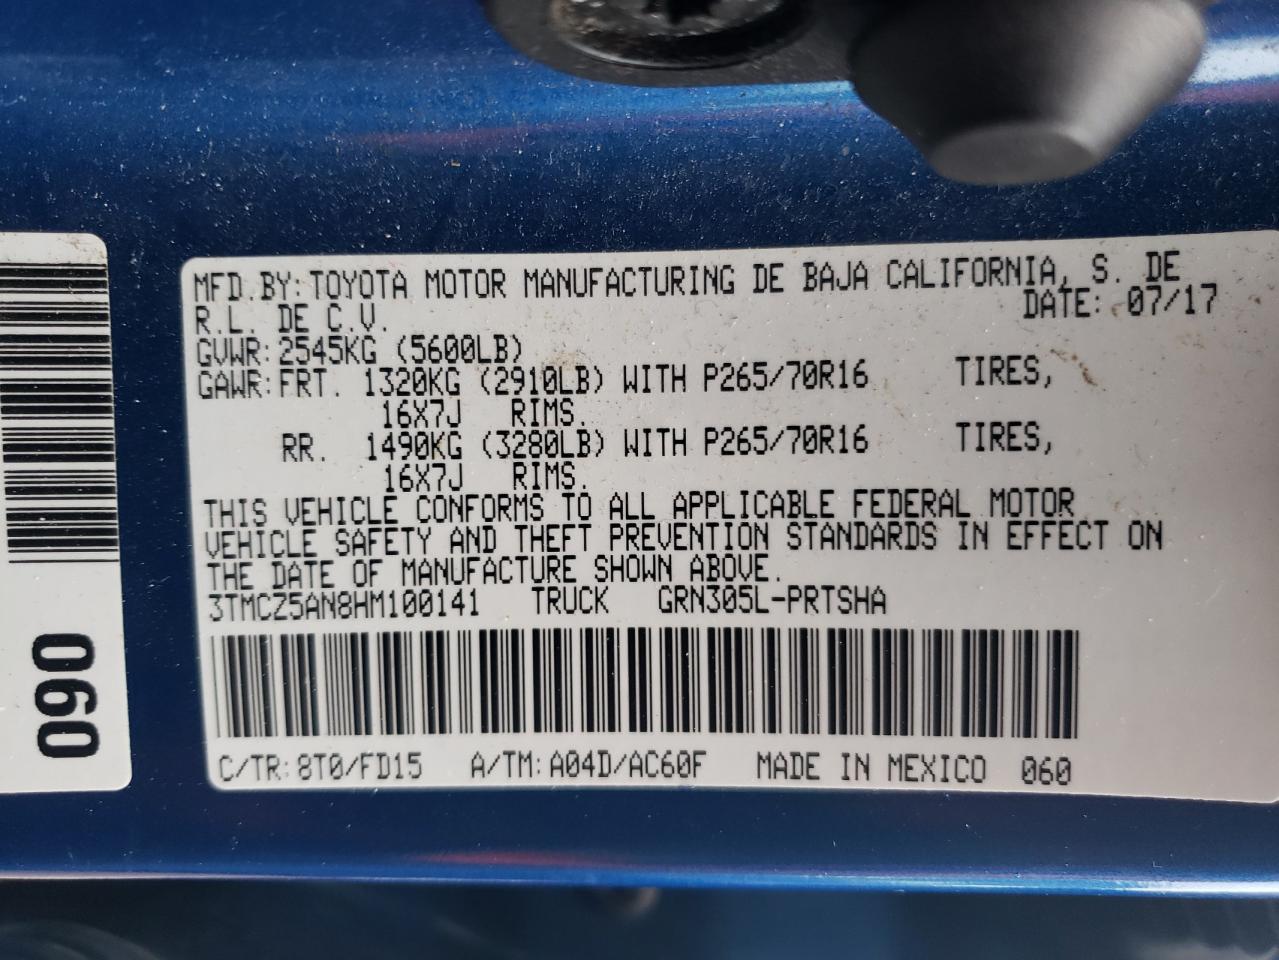 MFD.BY: TOYOTA MOTOR MANUFACTURING DE BAJA CALIFORNIA, S. DE
R.L. DE C.V. DATE: 07/17
GVWR: 2545KG (5600LB)
GAWR: FRT. 1320KG (2910LB) WITH P265/70R16 TIRES,
16X7J RIMS.
RR. 1490KG (3280LB) WITH P265/70R16 TIRES,
16X7J RIMS.
THIS VEHICLE CONFORMS TO ALL APPLICABLE FEDERAL MOTOR
VEHICLE SAFETY AND THEFT PREVENTION STANDARDS IN EFFECT ON
THE DATE OF MANUFACTURE SHOWN ABOVE.
3TMCZ5AN8HM100141 TRUCK GRN305L-PRTSHA
C/TR: 8T0/FD15 A/TM: A04D/AC60F MADE IN MEXICO 060
060